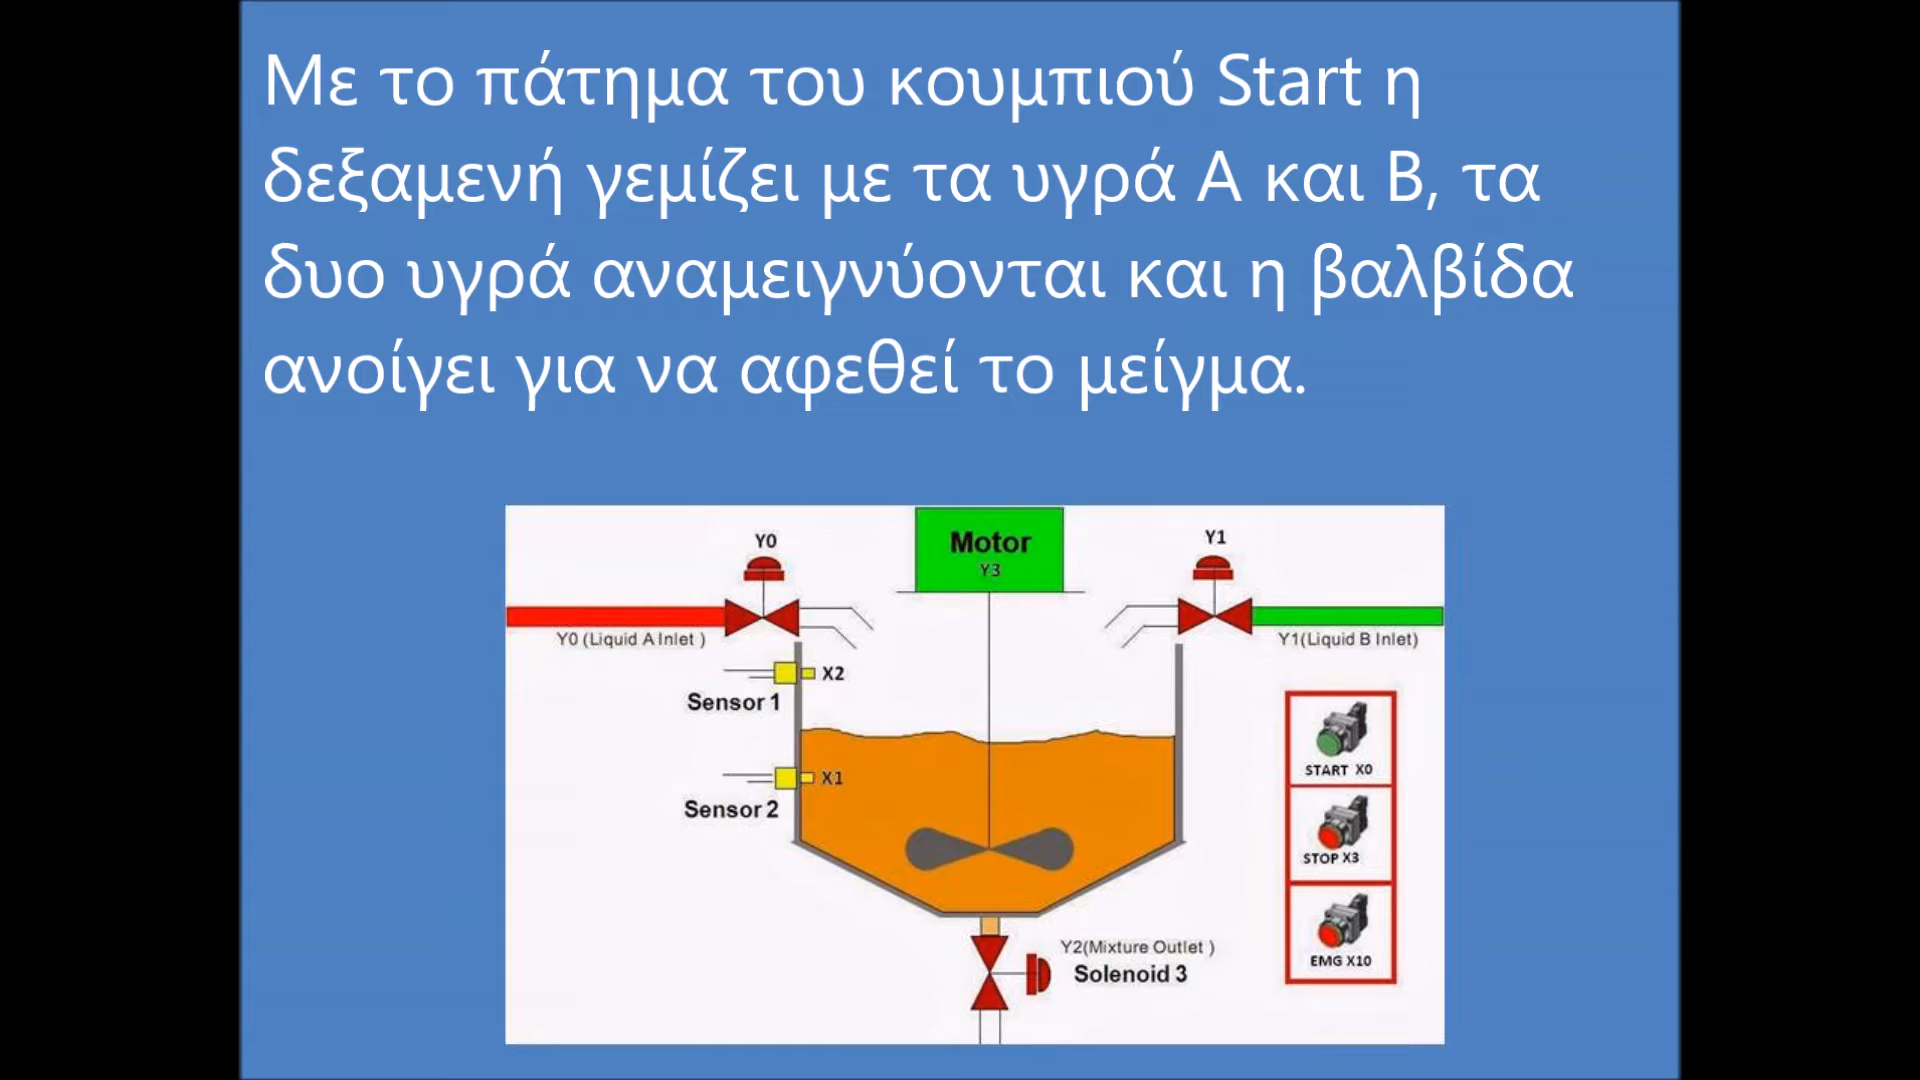 Με το πάτημα του κουμπιού Start η
δεξαμενή γεμίζει με τα υγρά Α και Β, τα
δυο υγρά αναμειγνύονται και η βαλβίδα
ανοίγει για να αφεθεί το μείγμα.
Y0
Motor
Y3
Y1
Y0 (Liquid A Inlet )
Y1(Liquid B Inlet)
X2
Sensor 1
X1
Sensor 2
START X0
STOP X3
EMG X10
Y2(Mixture Outlet )
Solenoid 3